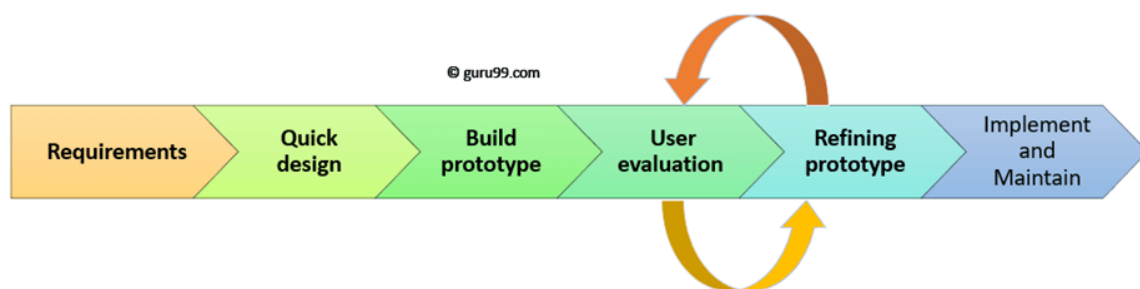 © guru99.com
Requirements
Quick
design
Build
prototype
User
evaluation
Refining
prototype
Implement
and
Maintain